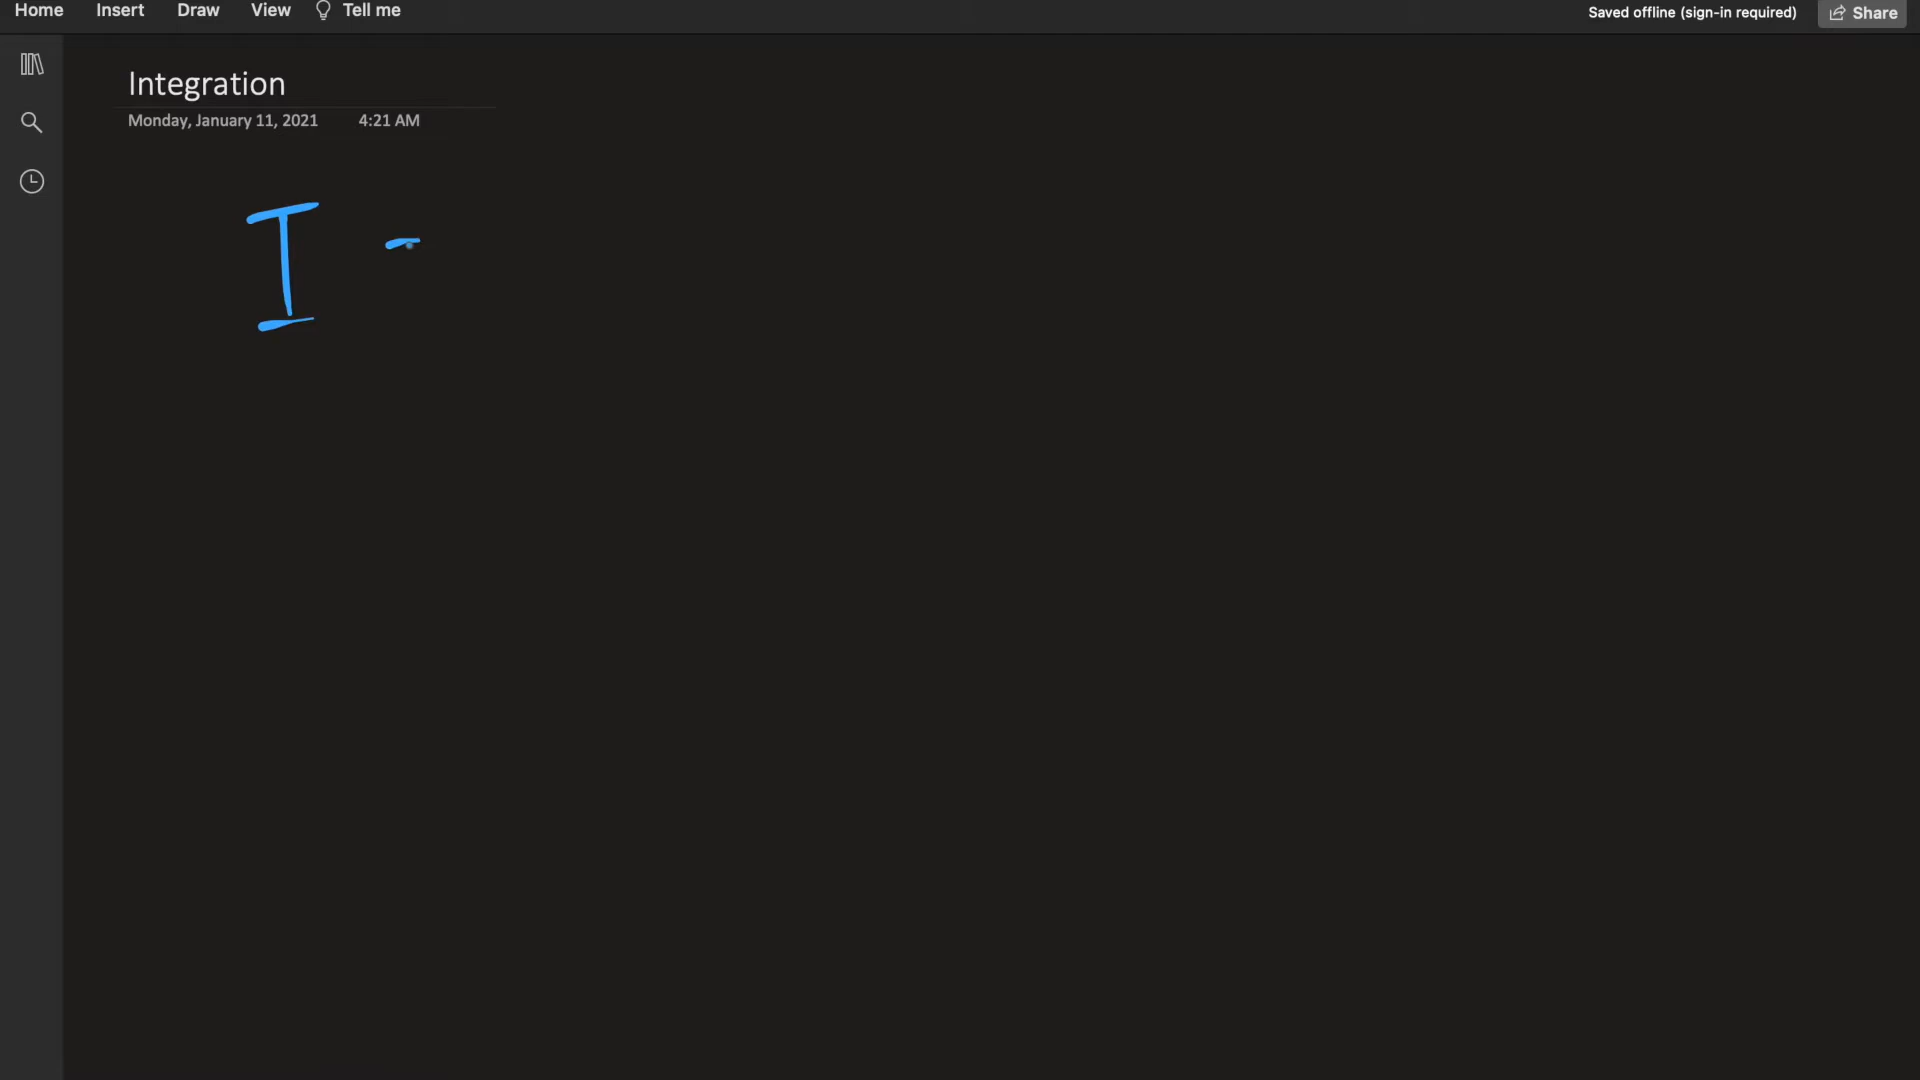 Home Insert Draw View Tell me Saved offline (sign-in required) Share
Integration
Monday, January 11, 2021 4:21 AM
I -